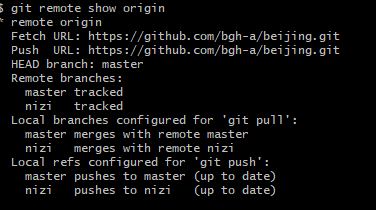 $ git remote show origin
* remote origin
Fetch URL: https://github.com/bgh-a/beijing.git
Push  URL: https://github.com/bgh-a/beijing.git
HEAD branch: master
Remote branches:
master tracked
nizi   tracked
Local branches configured for 'git pull':
master merges with remote master
nizi   merges with remote nizi
Local refs configured for 'git push':
master pushes to master (up to date)
nizi   pushes to nizi   (up to date)